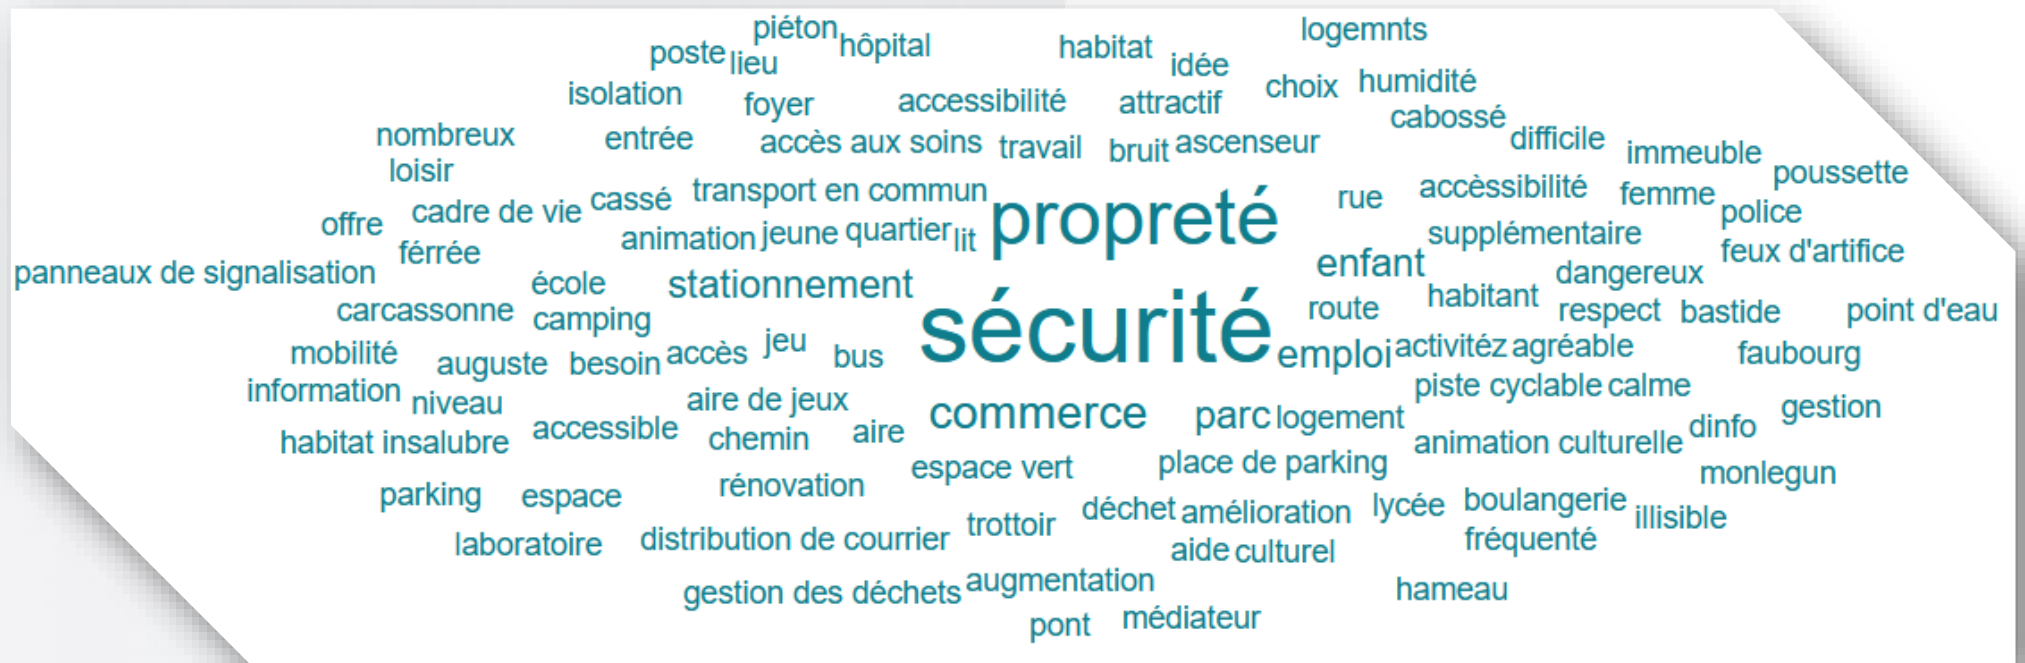 piéton
logemnts
poste
lieu
hôpital
habitat
idée
isolation
foyer
accessibilité
attractif
choix
humidité
cabossé
nombreux
entrée
accès aux soins
travail
bruit
ascenseur
difficile
immeuble
loisir
poussette
cadre de vie
cassé
transport en commun
propreté
rue
accèssibilité
femme
police
offre
férrée
animation
jeune
quartier
lit
supplémentaire
feux d'artifice
panneaux de signalisation
école
stationnement
enfant
dangereux
carcassonne
camping
sécurité
route
habitant
respect
bastide
point d'eau
mobilité
auguste
besoin
accès
jeu
bus
emploi
activitéz
agréable
faubourg
information
niveau
aire de jeux
commerce
parc
logement
piste cyclable
calme
gestion
habitat insalubre
accessible
chemin
aire
animation culturelle
dinfo
espace vert
place de parking
monlegun
parking
espace
rénovation
déchet
amélioration
lycée
boulangerie
illisible
laboratoire
distribution de courrier
trottoir
aide
culturel
fréquenté
gestion des déchets
augmentation
hameau
pont
médiateur